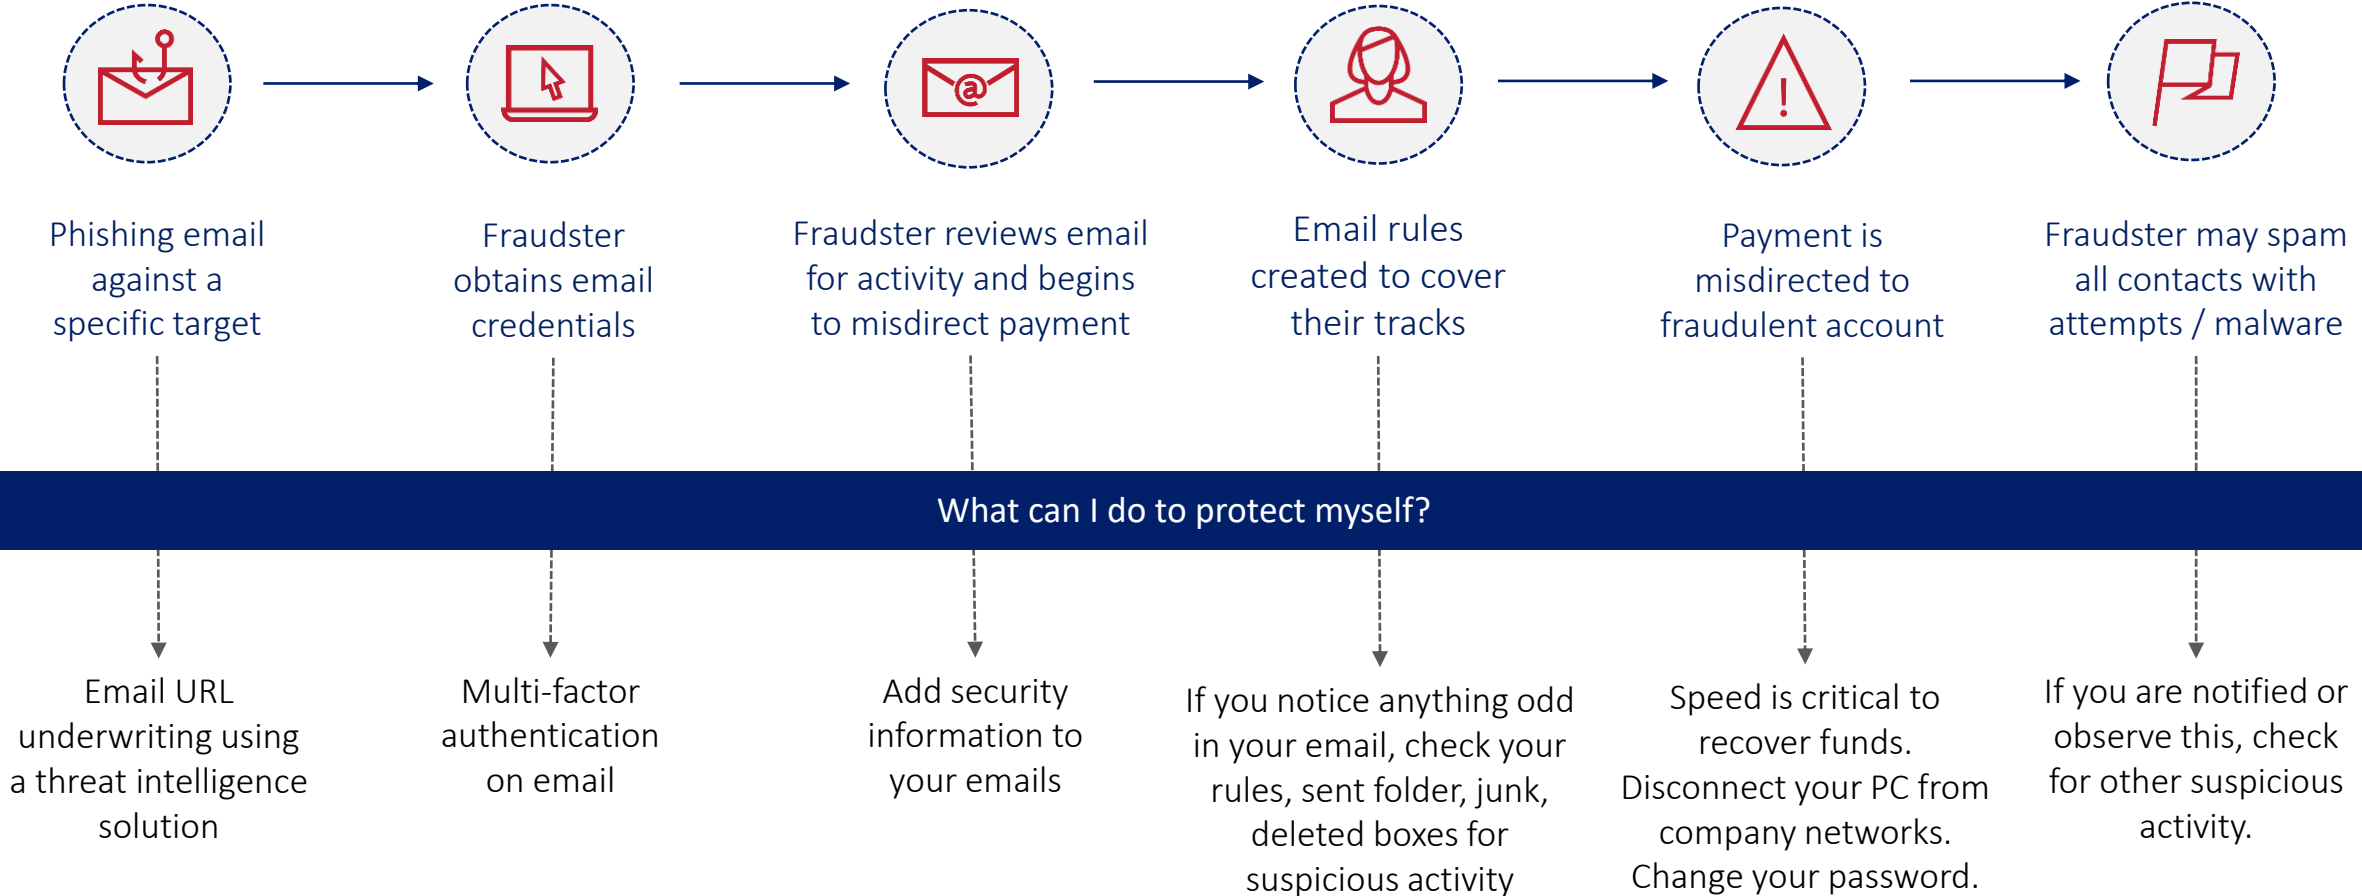 Phishing email
against a
specific target
Fraudster
obtains email
credentials
Fraudster reviews email
for activity and begins
to misdirect payment
Email rules
created to cover
their tracks
Payment is
misdirected to
fraudulent account
Fraudster may spam
all contacts with
attempts / malware
What can I do to protect myself?
Email URL
underwriting using
a threat intelligence
solution
Multi-factor
authentication
on email
Add security
information to
your emails
If you notice anything odd
in your email, check your
rules, sent folder, junk,
deleted boxes for
suspicious activity
Speed is critical to
recover funds.
Disconnect your PC from
company networks.
Change your password.
If you are notified or
observe this, check
for other suspicious
activity.